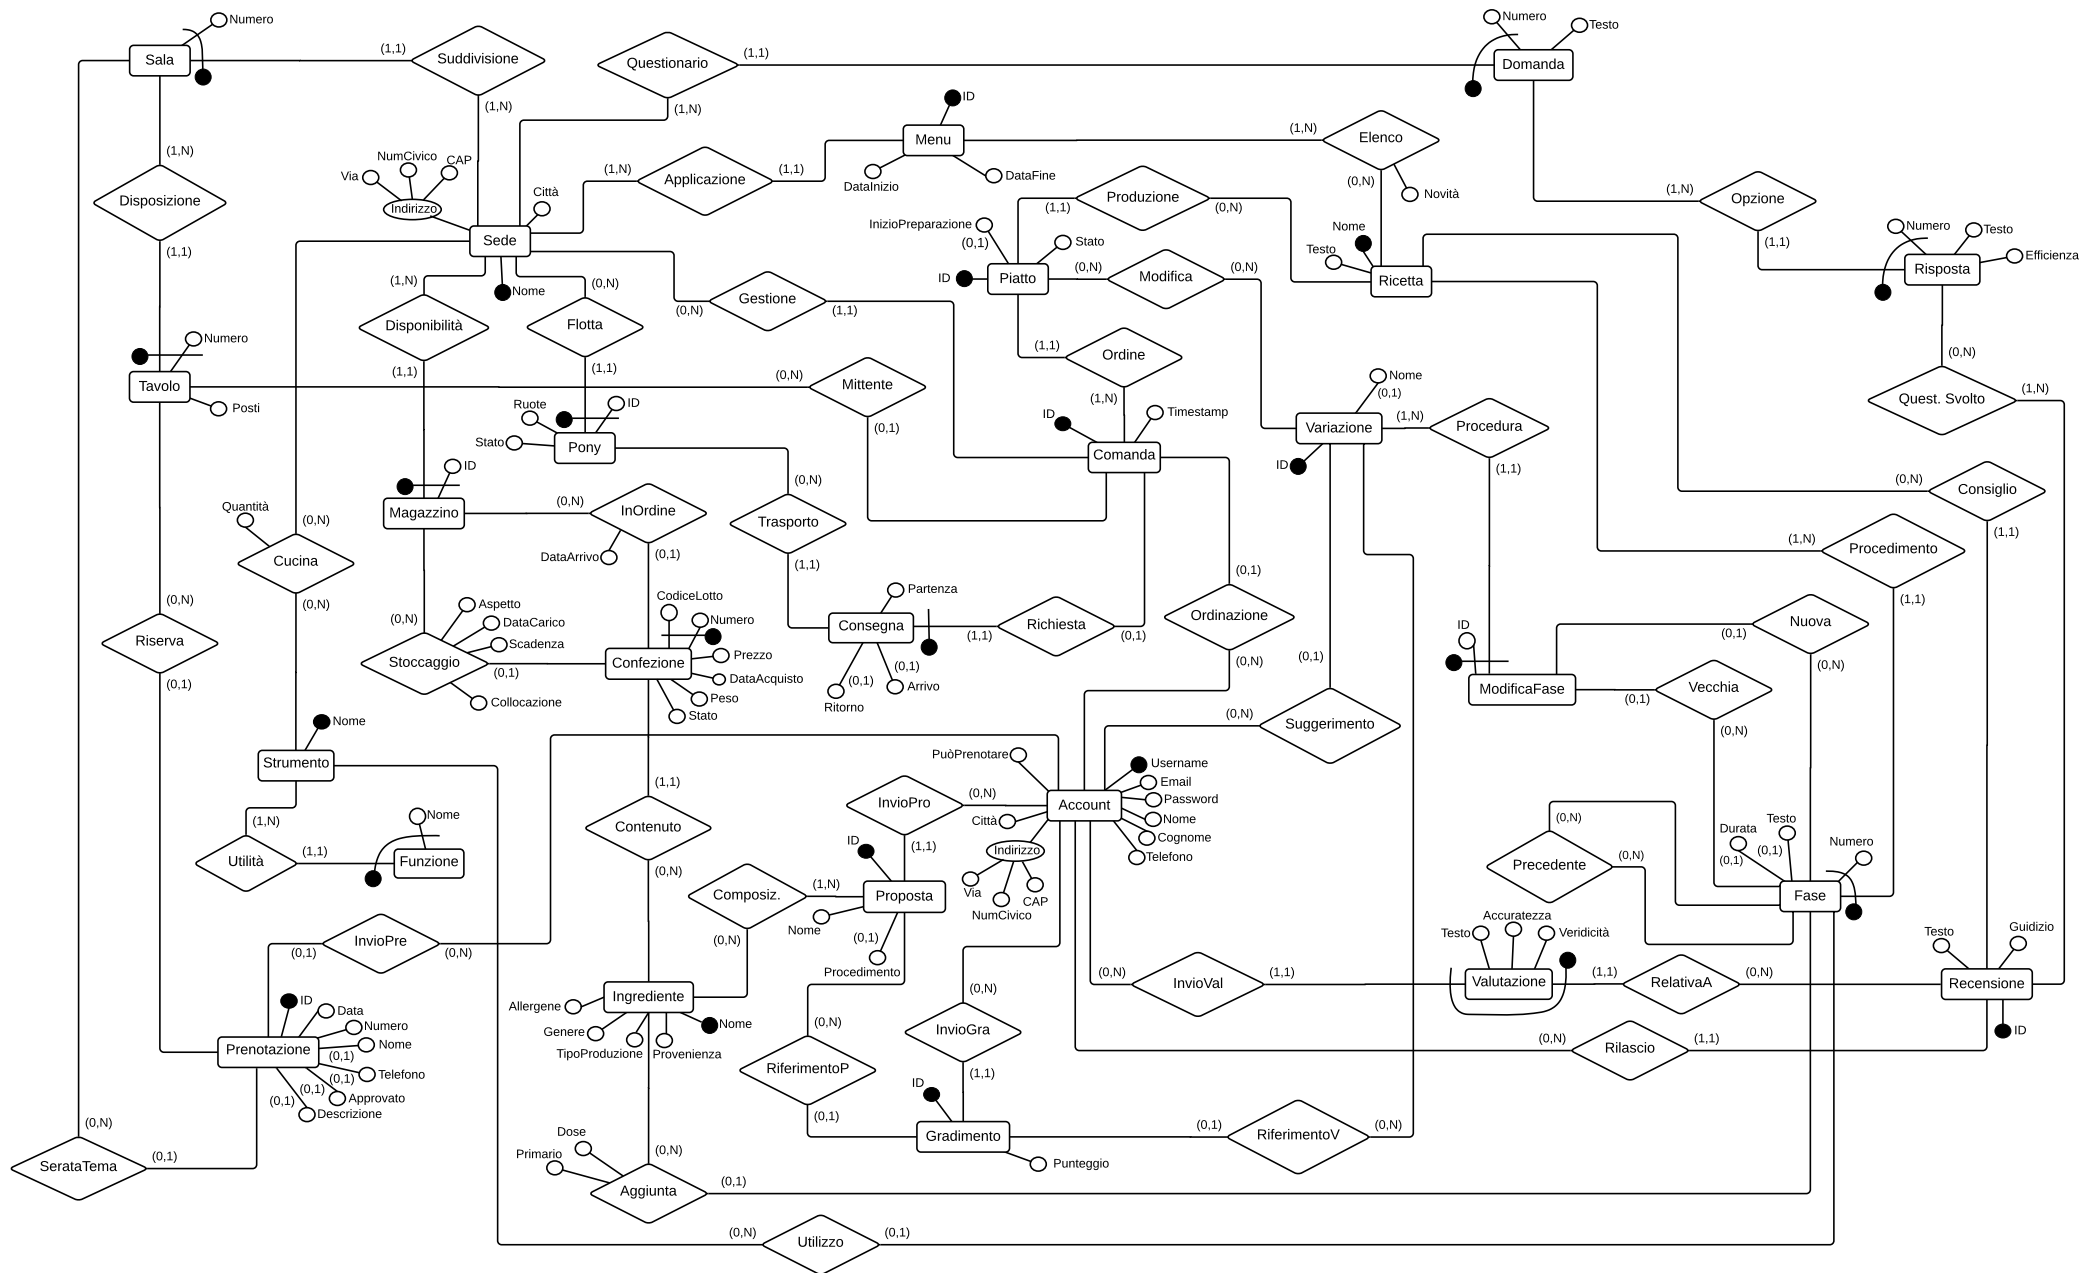 Numero
Sala
(1,1)
Suddivisione
(1,N)
Questionario
(1,1)
(1,N)
Numero
Testo
Domanda
ID
Menu
DataInizio
DataFine
(1,N)
Elenco
(0,N)
Novità
(1,N)
Disposizione
(1,1)
NumCivico
CAP
Via
Indirizzo
Città
Sede
Nome
(1,N)
Applicazione
(1,1)
Produzione
(1,1)
(0,N)
InizioPreparazione
(0,1)
Stato
ID
Piatto
(0,N)
Modifica
(0,N)
Nome
Testo
Ricetta
(1,N)
Opzione
(1,1)
Numero
Testo
Efficienza
Risposta
(1,N)
Disponibilità
(1,1)
(0,N)
Flotta
(1,1)
(0,N)
Gestione
(1,1)
(1,1)
Ordine
(1,N)
(0,N)
Quest. Svolto
(1,N)
Numero
Tavolo
Posti
(0,N)
Mittente
(0,1)
Ruote
ID
Stato
Pony
ID
Timestamp
Comanda
Nome
(0,1)
Variazione
ID
(1,N)
Procedura
(1,1)
ID
Magazzino
(0,N)
InOrdine
(0,1)
DataArrivo
(0,N)
Trasporto
(1,1)
(0,N)
Consiglio
(1,1)
(1,N)
Procedimento
(1,1)
Quantità
(0,N)
Cucina
(0,N)
(0,N)
Riserva
(0,1)
(0,N)
Stoccaggio
(0,1)
Aspetto
DataCarico
Scadenza
Collocazione
CodiceLotto
Numero
Confezione
Prezzo
DataAcquisto
Peso
Stato
Partenza
Consegna
(0,1)
Ritorno
(0,1)
Arrivo
(1,1)
Richiesta
(0,1)
(0,1)
Ordinazione
(0,N)
(0,1)
Suggerimento
(0,N)
ID
ModificaFase
(0,1)
Nuova
(0,N)
(0,1)
Vecchia
(0,N)
Nome
Strumento
(1,N)
Utilità
(1,1)
Nome
Funzione
(1,1)
Contenuto
(0,N)
InvioPro
(0,N)
(1,1)
PuòPrenotare
Username
Email
Password
Nome
Cognome
Telefono
Account
Città
Indirizzo
Via
NumCivico
CAP
ID
Proposta
Nome
(0,1)
Procedimento
Composiz.
(1,N)
(0,N)
(0,N)
Precedente
(0,N)
Durata
(0,1)
Testo
(0,1)
Numero
Fase
(0,1)
InvioPre
(0,N)
ID
Data
Numero
Nome
(0,1)
Telefono
(0,1)
Approvato
(0,1)
Descrizione
(0,1)
Prenotazione
Allergene
Ingrediente
Genere
TipoProduzione
Provenienza
Nome
(0,N)
RiferimentoP
(0,1)
(0,N)
InvioGra
(1,1)
(0,N)
InvioVal
(1,1)
Accuratezza
Testo
Veridicità
Valutazione
(1,1)
RelativaA
(0,N)
Testo
Guidizio
Recensione
ID
(0,N)
Rilascio
(1,1)
ID
Gradimento
Punteggio
(0,1)
RiferimentoV
(0,N)
(0,N)
SerataTema
(0,1)
Dose
Primario
(0,N)
Aggiunta
(0,1)
(0,N)
Utilizzo
(0,1)